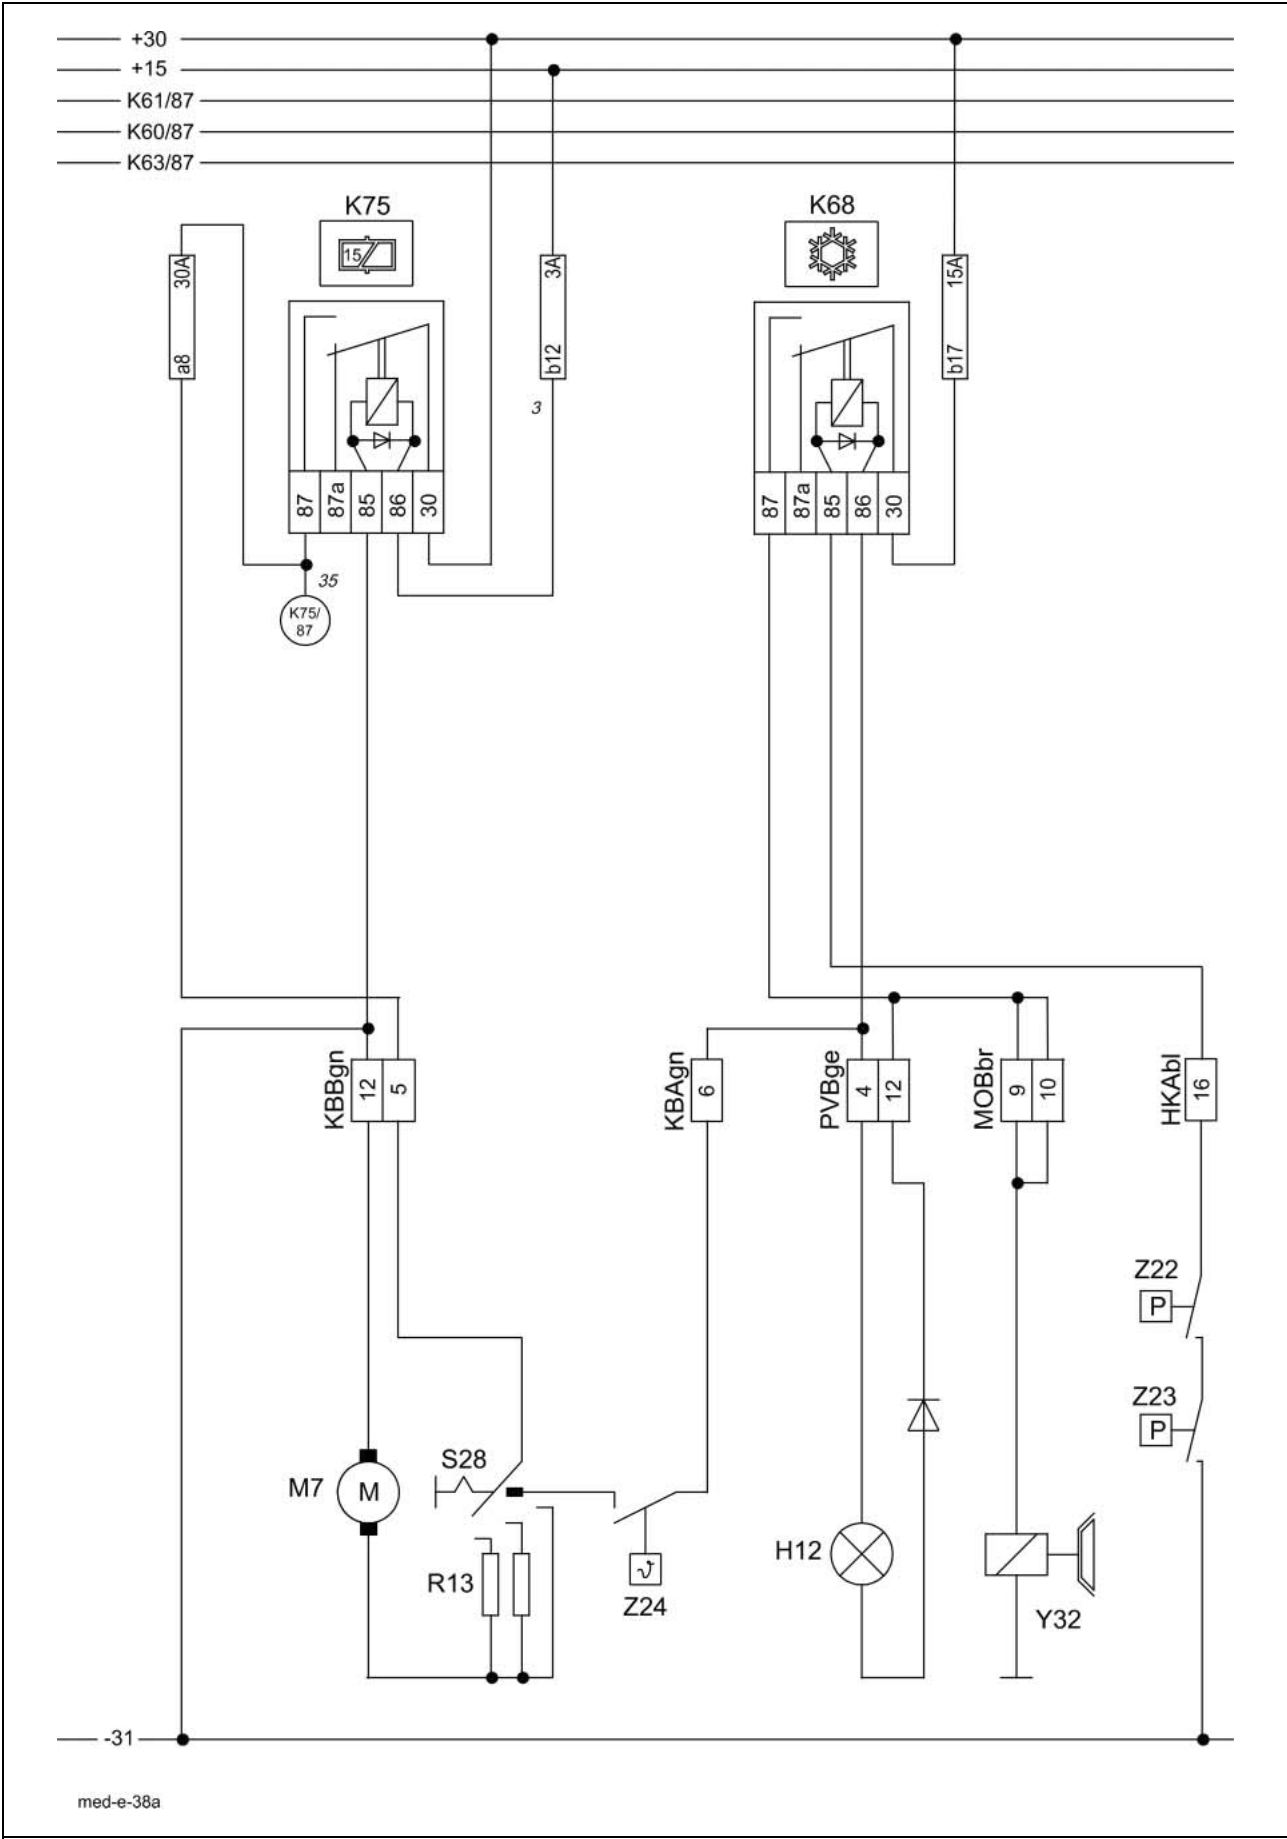 +30
+15
K61/87
K60/87
K63/87
K75
K68
15
30A
a8
3A
b12
15A
b17
3
87
87a
85
86
30
87
87a
85
86
30
35
K75/
87
KBBgn
12
5
KBAgn
6
PVBge
4
12
MOBbr
9
10
HKAbl
16
Z22
P
Z23
P
S28
M7
M
R13
ϑ
Z24
H12
Y32
-31
med-e-38a